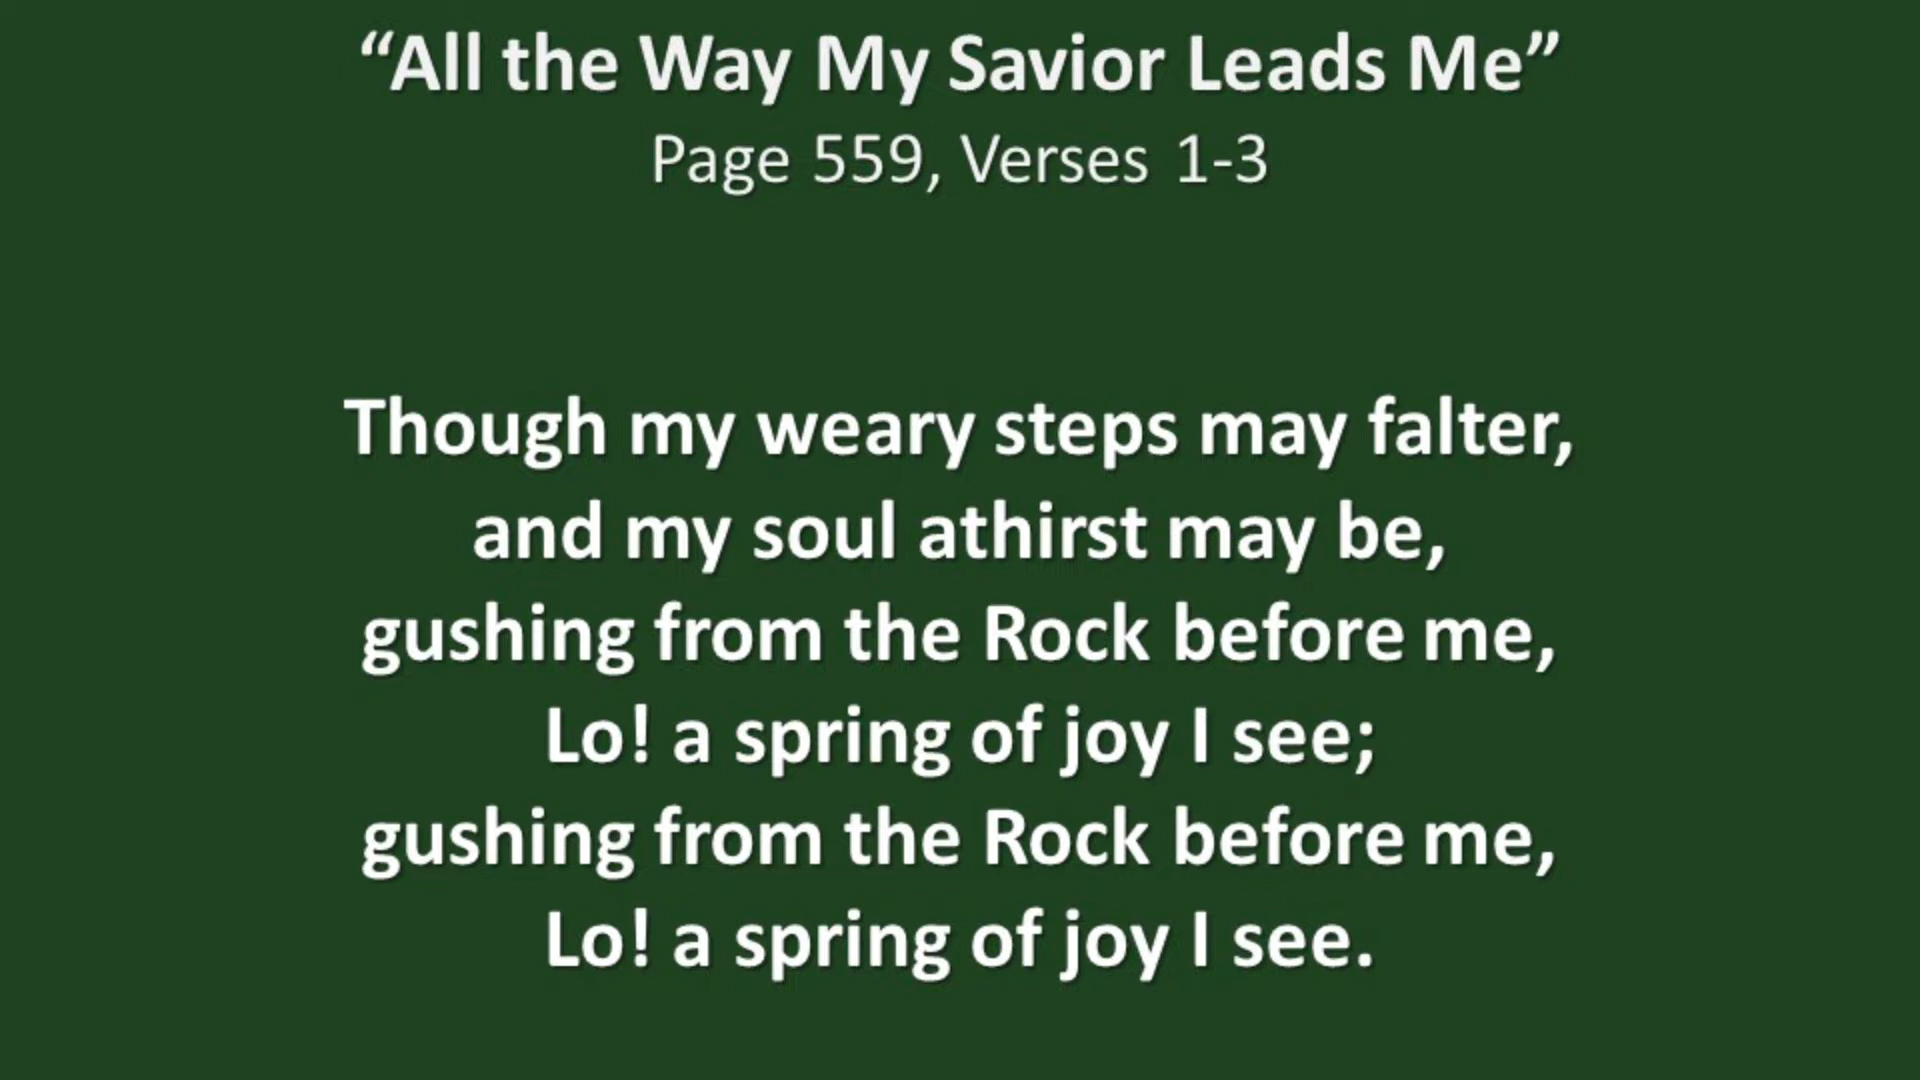 “All the Way My Savior Leads Me”
Page 559, Verses 1-3
Though my weary steps may falter,
and my soul athirst may be,
gushing from the Rock before me,
Lo! a spring of joy I see;
gushing from the Rock before me,
Lo! a spring of joy I see.